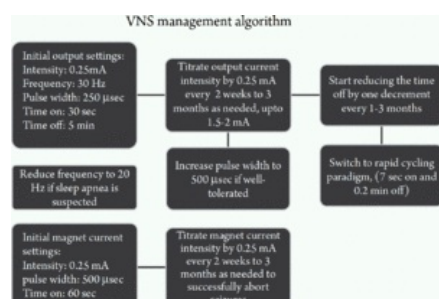 VNS management algorithm
Initial output settings:
Intensity: 0.25mA
Frequency: 30 Hz
Pulse width: 250 µsec
Time on: 30 sec
Time off: 5 min
Titrate output current
intensity by 0.25 mA
every 2 weeks to 3
months as needed, upto
1.5-2 mA
Start reducing the time
off by one decrement
every 1-3 months
Reduce frequency to 20
Hz if sleep apnea is
suspected
Increase pulse width to
500 µsec if well-
tolerated
Switch to rapid cycling
paradigm, (7 sec on and
0.2 min off)
Initial magnet current
settings:
Intensity: 0.25 mA
pulse width: 500 µsec
Time on: 60 sec
Titrate magnet current
intensity by 0.25 mA
every 2 weeks to 3
months as needed to
successfully abort